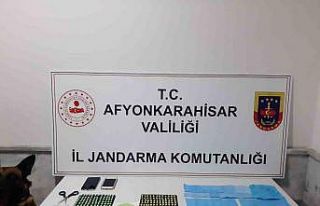 T.C.
AFYONKARAHİSAR
VALİLİĞİ
İL JANDARMA KOMUTANLIĞI